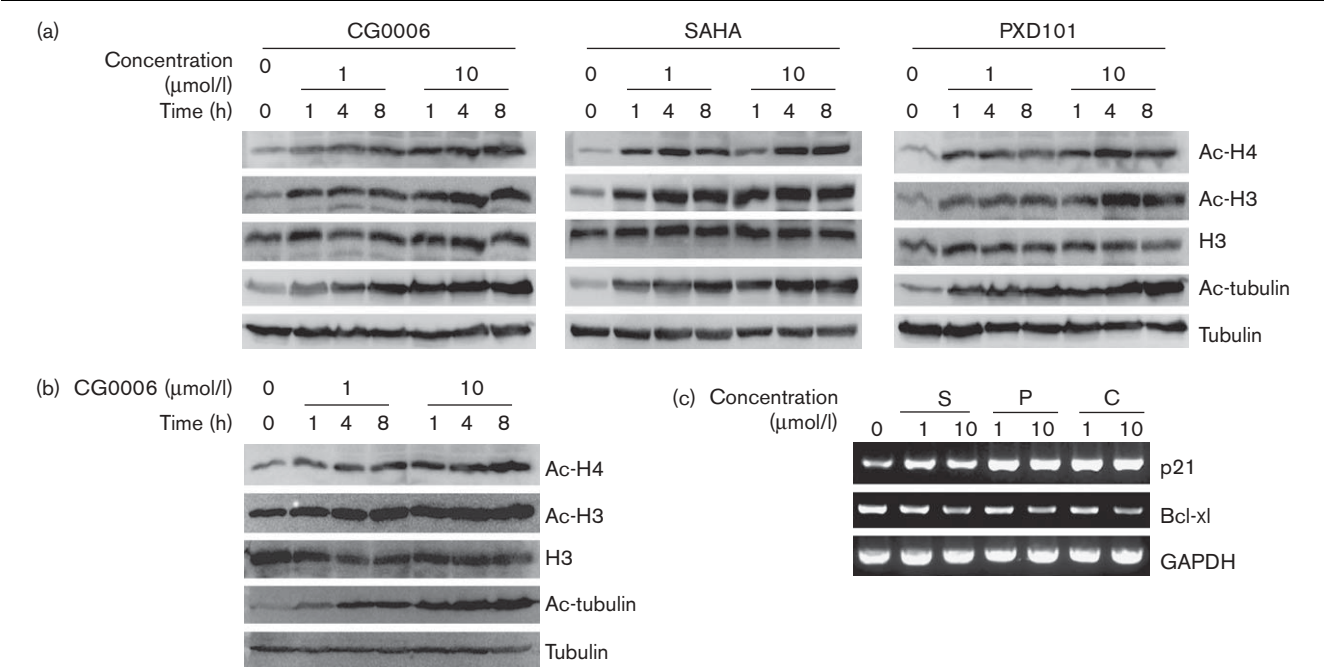 (a)
CG0006 SAHA PXD101
Concentration (μmol/l) 0 1 10 0 1 10 0 1 10
Time (h) 0 1 4 8 1 4 8 0 1 4 8 1 4 8 0 1 4 8 1 4 8
Ac-H4
Ac-H3
H3
Ac-tubulin
Tubulin
(b) CG0006 (μmol/l) 0 1 10
Time (h) 0 1 4 8 1 4 8
Ac-H4
Ac-H3
H3
Ac-tubulin
Tubulin
(c) Concentration S P C
(μmol/l) 0 1 10 1 10 1 10
p21
Bcl-xl
GAPDH